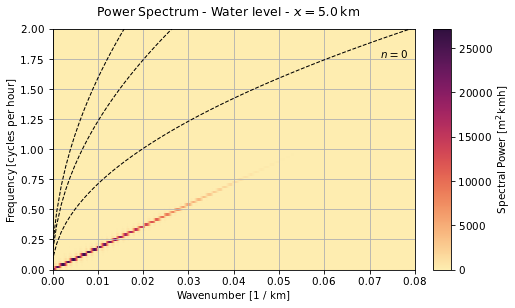 Power Spectrum - Water level - x = 5.0 km
2.00
1.75
1.50
1.25
1.00
0.75
0.50
0.25
0.00
Frequency [cycles per hour]
n = 0
0.00 0.01 0.02 0.03 0.04 0.05 0.06 0.07 0.08
Wavenumber [1 / km]
25000
20000
15000
10000
5000
0
Spectral Power [m² km h]